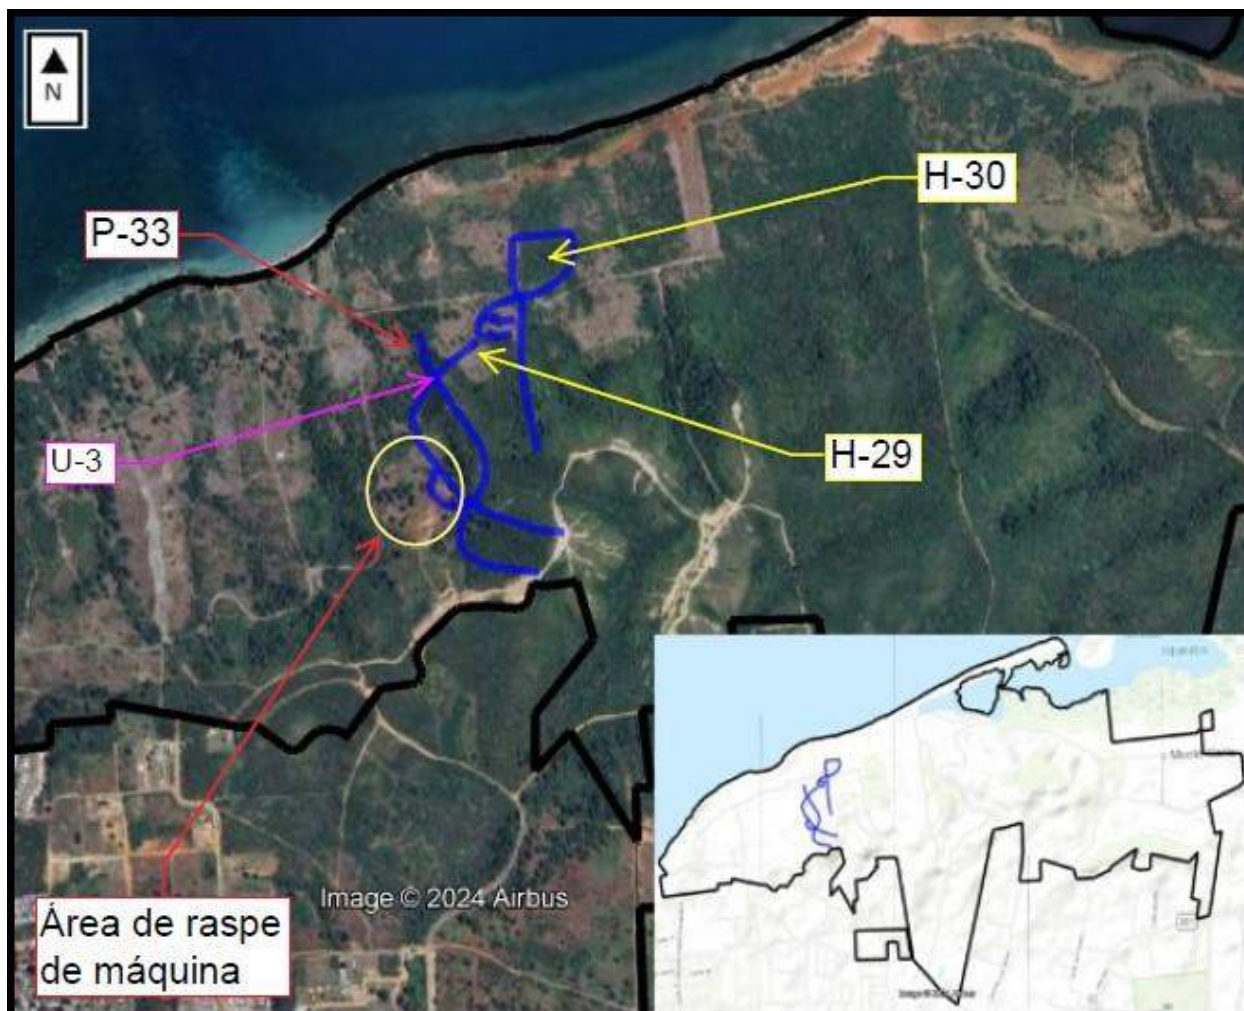 N
H-30
P-33
U-3
H-29
Image © 2024 Airbus
Área de raspe
de máquina